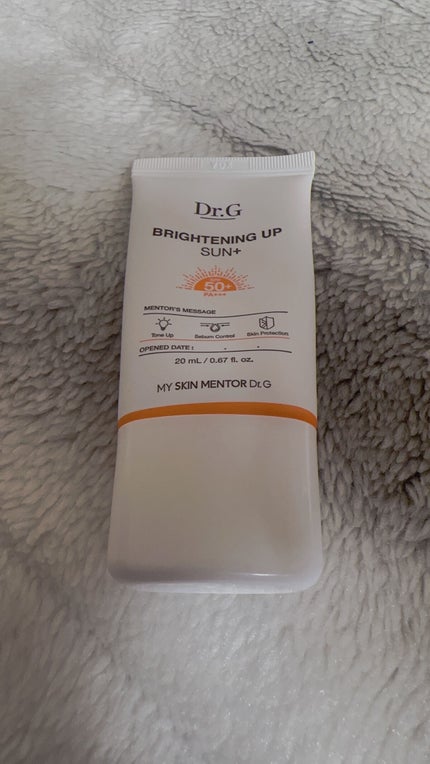 Dr.G
BRIGHTENING UP
SUN+
50+
PA+++
MENTOR'S MESSAGE
Tone Up Sebum Control Skin Protection
OPENED DATE : . .
20 mL / 0.67 fl. oz.
MY SKIN MENTOR Dr.G